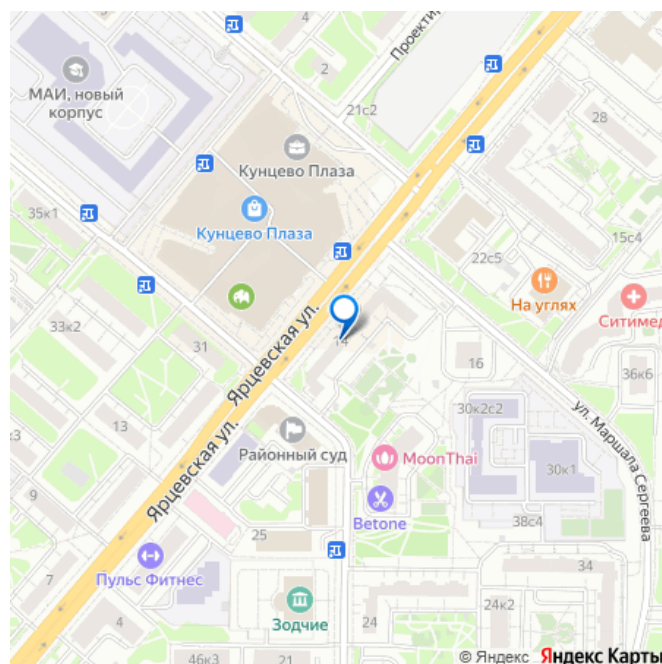 Проекти,
2
МАИ, новый
корпус
21с2
28
Кунцево Плаза
35к1
Кунцево Плаза
15с4
22с5
На углях
Ситимед
33к2
Ярцевская ул.
14
31
16
36к6
13
30к2с2
ул. Маршала Сергеева
Районный суд
к3
Ярцевская ул.
MoonThai
30к1
9
Betone
38с4
25
7
Пульс Фитнес
34
Зодчие
24к2
4
24
46к3
21
© Яндекс Яндекс Карты